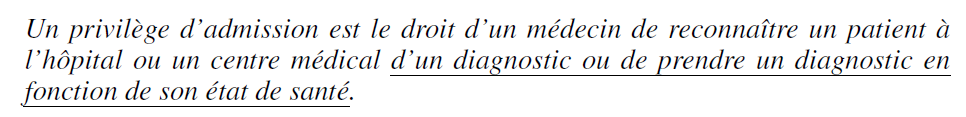 Un privilège d’admission est le droit d’un médecin de reconnaître un patient à
l’hôpital ou un centre médical d’un diagnostic ou de prendre un diagnostic en
fonction de son état de santé.